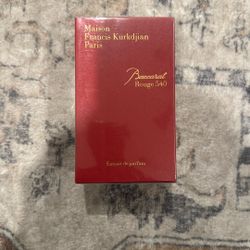 Maison
Francis Kurkdjian
Paris
Baccarat
Rouge 540
Extrait de parfum